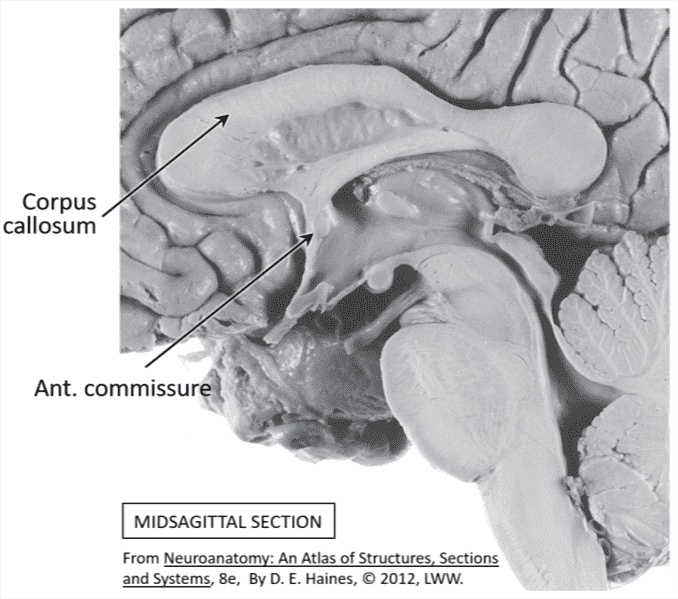 Corpus
callosum
Ant. commissure
MIDSAGITTAL SECTION
From Neuroanatomy: An Atlas of Structures, Sections
and Systems, 8e,  By D. E. Haines, © 2012, LWW.